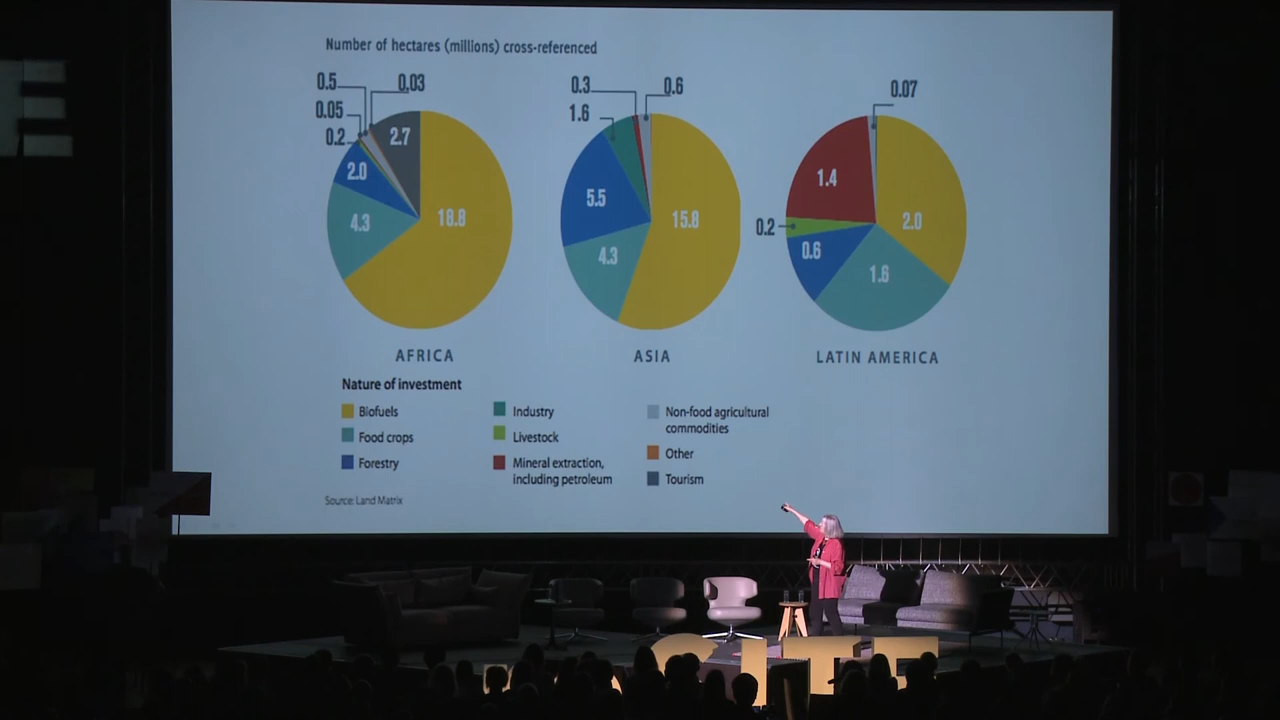 Number of hectares (millions) cross-referenced
0.5
0.03
0.05
0.2
2.7
2.0
4.3
18.8
AFRICA
0.3
0.6
1.6
5.5
15.8
4.3
ASIA
0.07
1.4
0.2
2.0
0.6
1.6
LATIN AMERICA
Nature of investment
Biofuels
Food crops
Forestry
Industry
Livestock
Mineral extraction,
including petroleum
Non-food agricultural
commodities
Other
Tourism
Source: Land Matrix